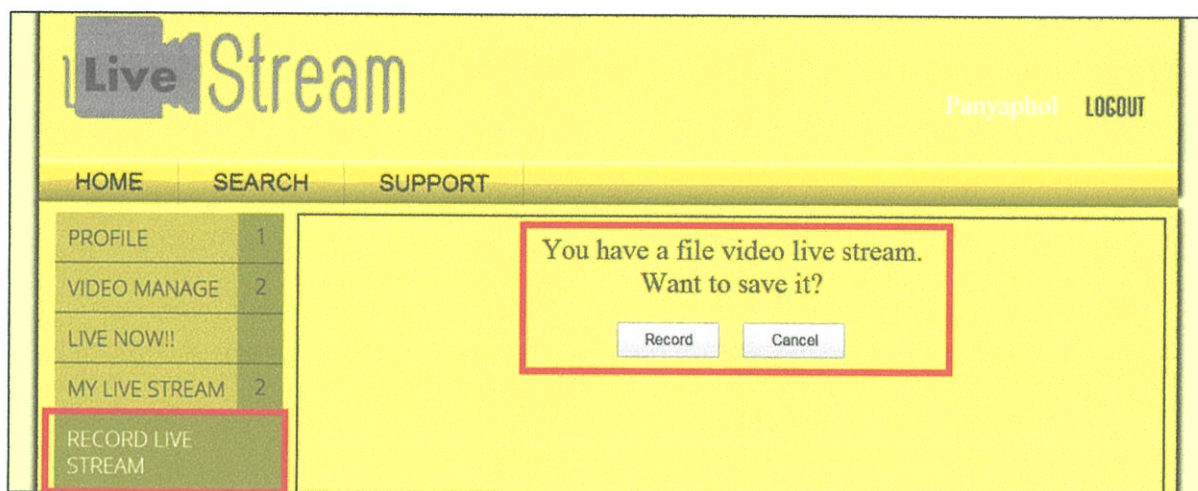 Live Stream
Panyaphol LOGOUT
HOME SEARCH SUPPORT
PROFILE 1
VIDEO MANAGE 2
LIVE NOW!!
MY LIVE STREAM 2
RECORD LIVE
STREAM
You have a file video live stream.
Want to save it?
Record Cancel